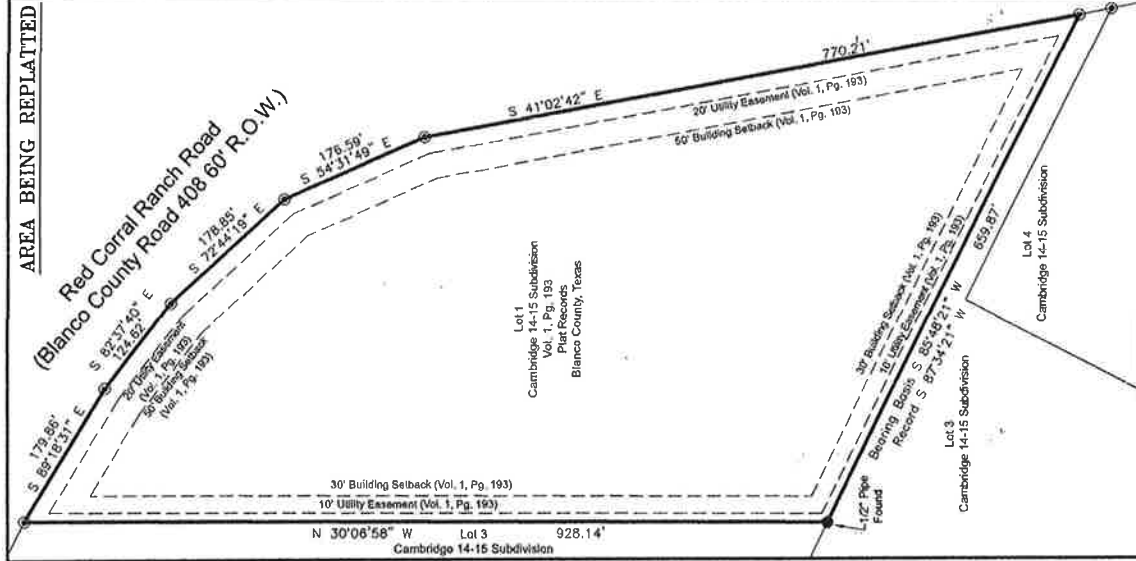 AREA BEING REPLATTED
Red Corral Ranch Road
(Blanco County Road 408 60' R.O.W.)
179.86'
S 89°18'31" E
S 82°37'40" E
124.62'
178.85'
S 72°44'19" E
176.59'
S 54°31'49" E
S 41°02'42" E
770.21'
20' Utility Easement (Vol. 1, Pg. 193)
50' Building Setback (Vol. 1, Pg. 193)
20' Utility Easement
(Vol. 1, Pg. 193)
50' Building Setback
(Vol. 1, Pg. 193)
Lot 1
Cambridge 14-15 Subdivision
Vol. 1, Pg. 193
Plat Records
Blanco County, Texas
30' Building Setback (Vol. 1, Pg. 193)
10' Utility Easement (Vol. 1, Pg. 193)
Bearing Basis S 85°48'21" W
659.87'
Record S 87°34'21" W
Lot 4
Cambridge 14-15 Subdivision
Lot 3
Cambridge 14-15 Subdivision
30' Building Setback (Vol. 1, Pg. 193)
10' Utility Easement (Vol. 1, Pg. 193)
1/2" Pipe
Found
N 30°06'58" W Lot 3 928.14'
Cambridge 14-15 Subdivision